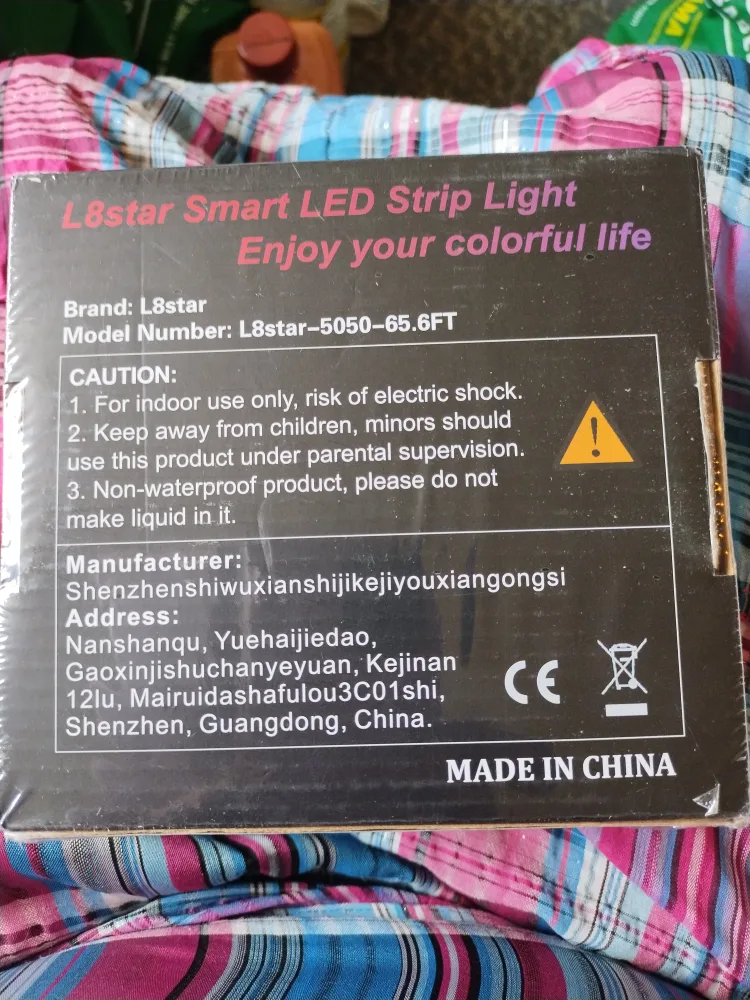 AMA
L8star Smart LED Strip Light
Enjoy your colorful life
Brand: L8star
Model Number: L8star-5050-65.6FT
CAUTION:
1. For indoor use only, risk of electric shock.
2. Keep away from children, minors should
use this product under parental supervision.
3. Non-waterproof product, please do not
make liquid in it.
Manufacturer:
Shenzhenshiwuxianshijikejiyouxiangongsi
Address:
Nanshanqu, Yuehaijiedao,
Gaoxinjishuchanyeyuan, Kejinan
12lu, Mairuidashafulou3C01shi,
Shenzhen, Guangdong, China.
CE
MADE IN CHINA